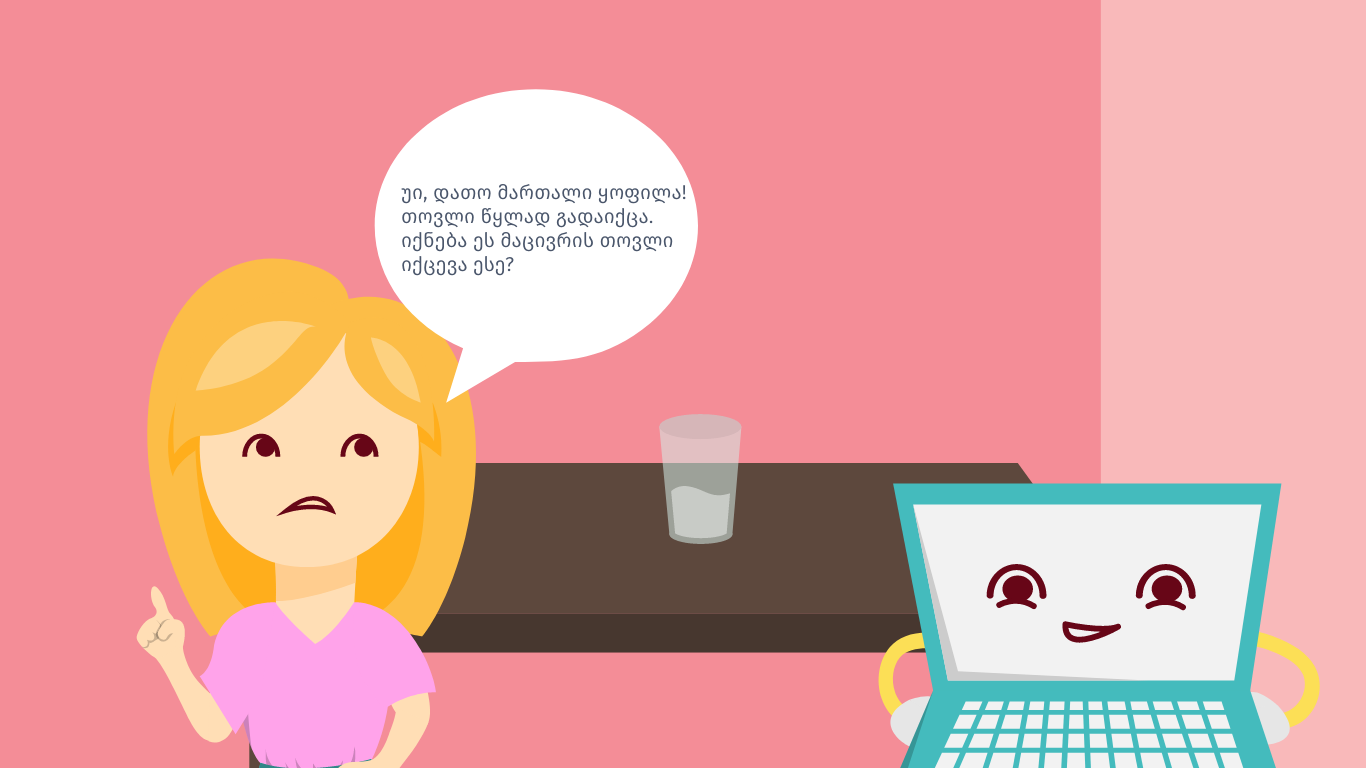 უი, დათო მართალი ყოფილა!
თოვლი წყლად გადაიქცა.
იქნება ეს მაცივრის თოვლი
იქცევა ესე?